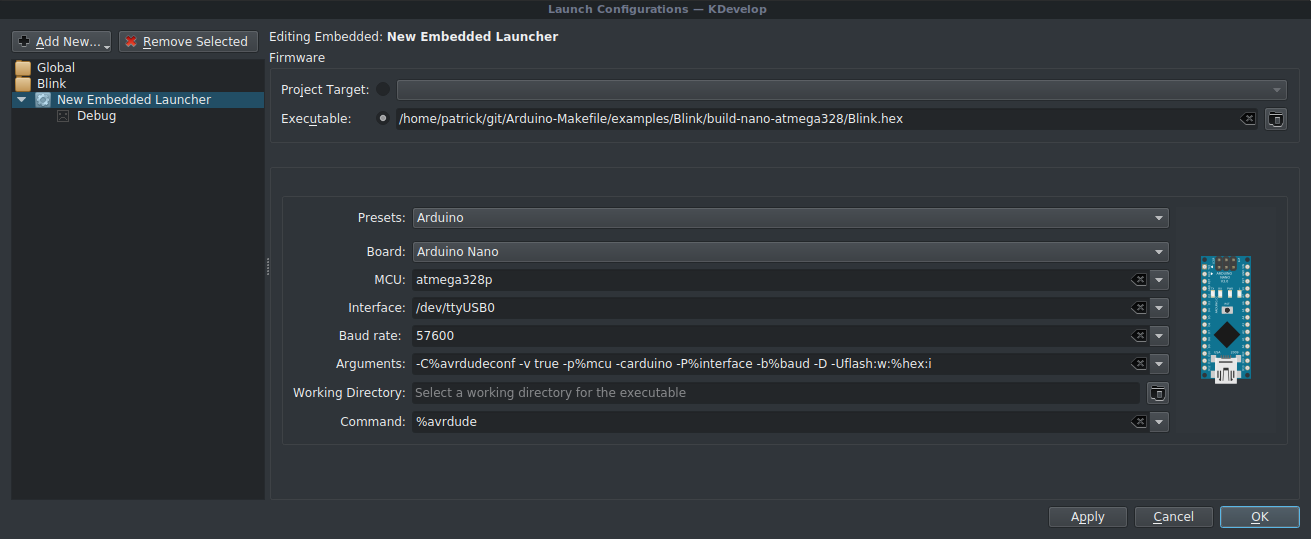 Launch Configurations — KDevelop
Add New...
Remove Selected
Editing Embedded: New Embedded Launcher
Firmware
Global
Blink
New Embedded Launcher
Debug
Project Target:
Executable: /home/patrick/git/Arduino-Makefile/examples/Blink/build-nano-atmega328/Blink.hex
Presets: Arduino
Board: Arduino Nano
MCU: atmega328p
Interface: /dev/ttyUSB0
Baud rate: 57600
Arguments: -C%avrdudeconf -v true -p%mcu -carduino -P%interface -b%baud -D -Uflash:w:%hex:i
Working Directory: Select a working directory for the executable
Command: %avrdude
Apply
Cancel
OK